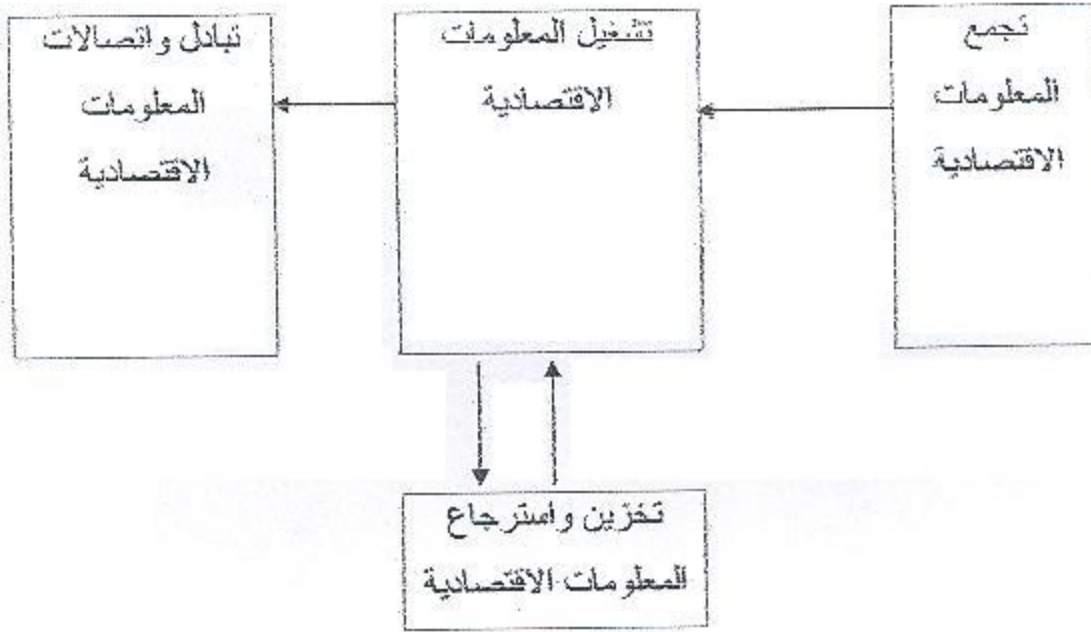 تجمع
المعلومات
الاقتصادية
تشغيل المعلومات
الاقتصادية
تبادل واتصالات
المعلومات
الاقتصادية
تخزين واسترجاع
المعلومات الاقتصادية